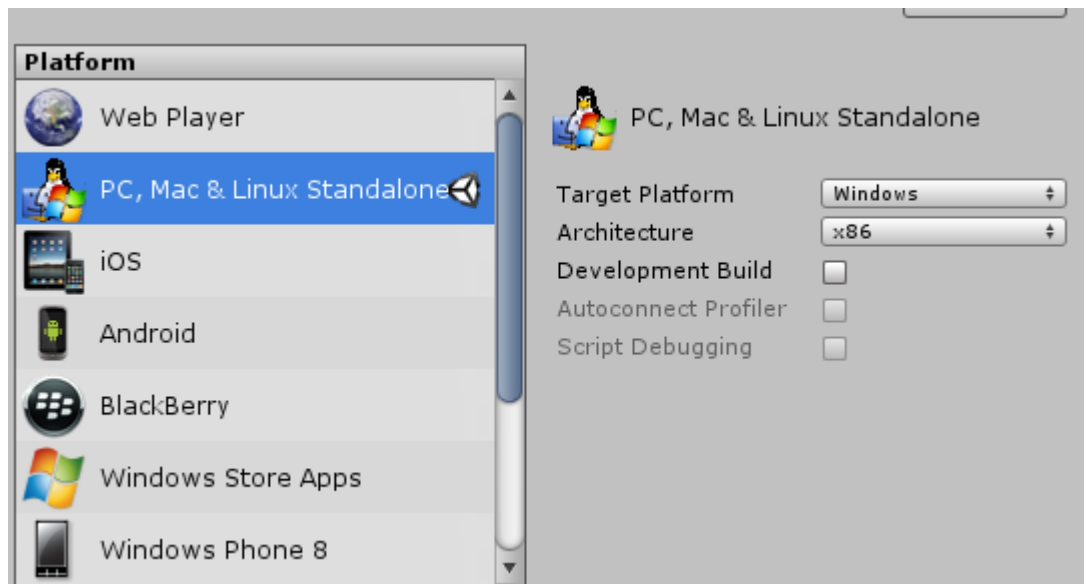 Platform
Web Player
PC, Mac & Linux Standalone
iOS
Android
BlackBerry
Windows Store Apps
Windows Phone 8
PC, Mac & Linux Standalone
Target Platform Windows
Architecture x86
Development Build
Autoconnect Profiler
Script Debugging